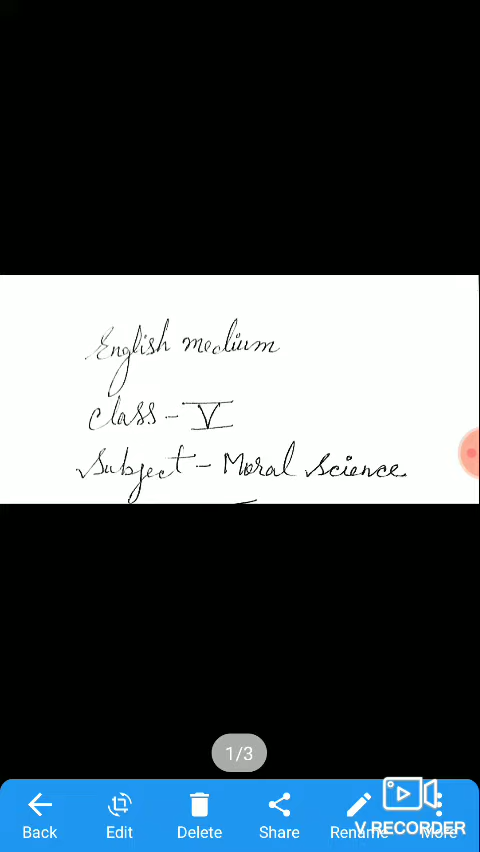 English medium
class - V
Subject - Moral Science
1/3
Back Edit Delete Share Rename More
V.RECORDER